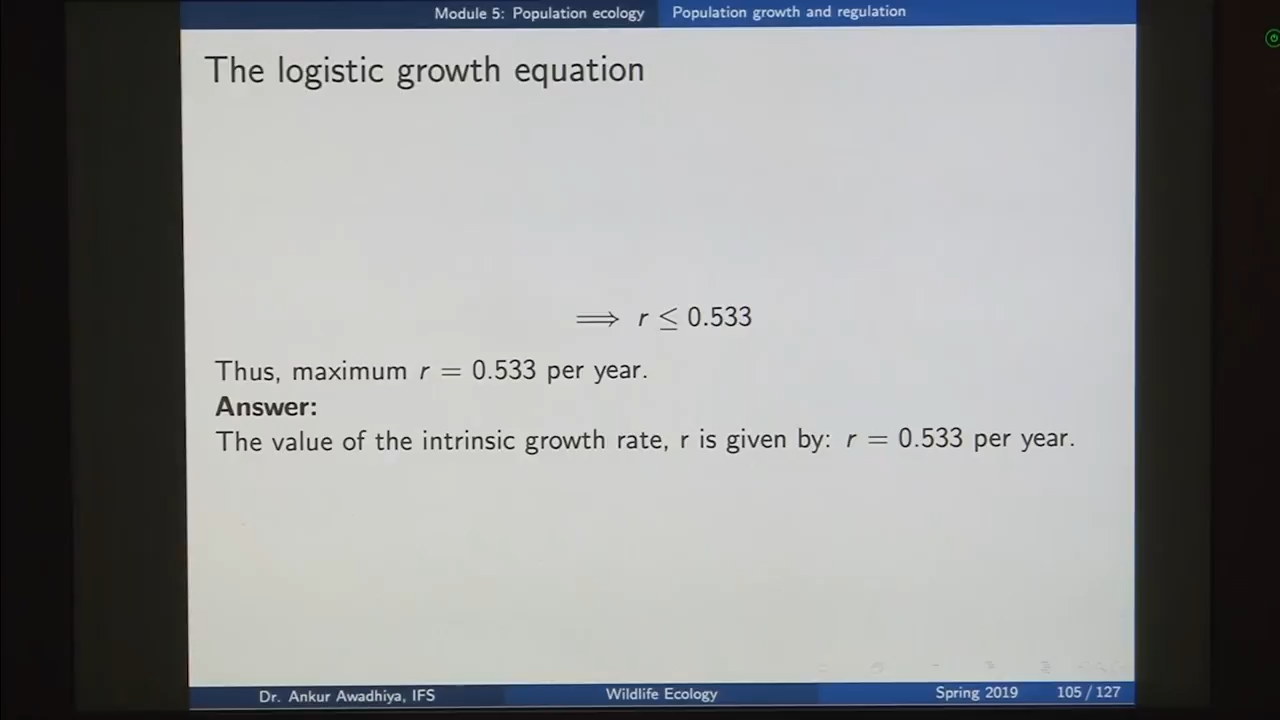 Module 5: Population ecology Population growth and regulation
The logistic growth equation
⟹ r ≤ 0.533
Thus, maximum r = 0.533 per year.
Answer:
The value of the intrinsic growth rate, r is given by: r = 0.533 per year.
Dr. Ankur Awadhiya, IFS Wildlife Ecology Spring 2019 105 / 127